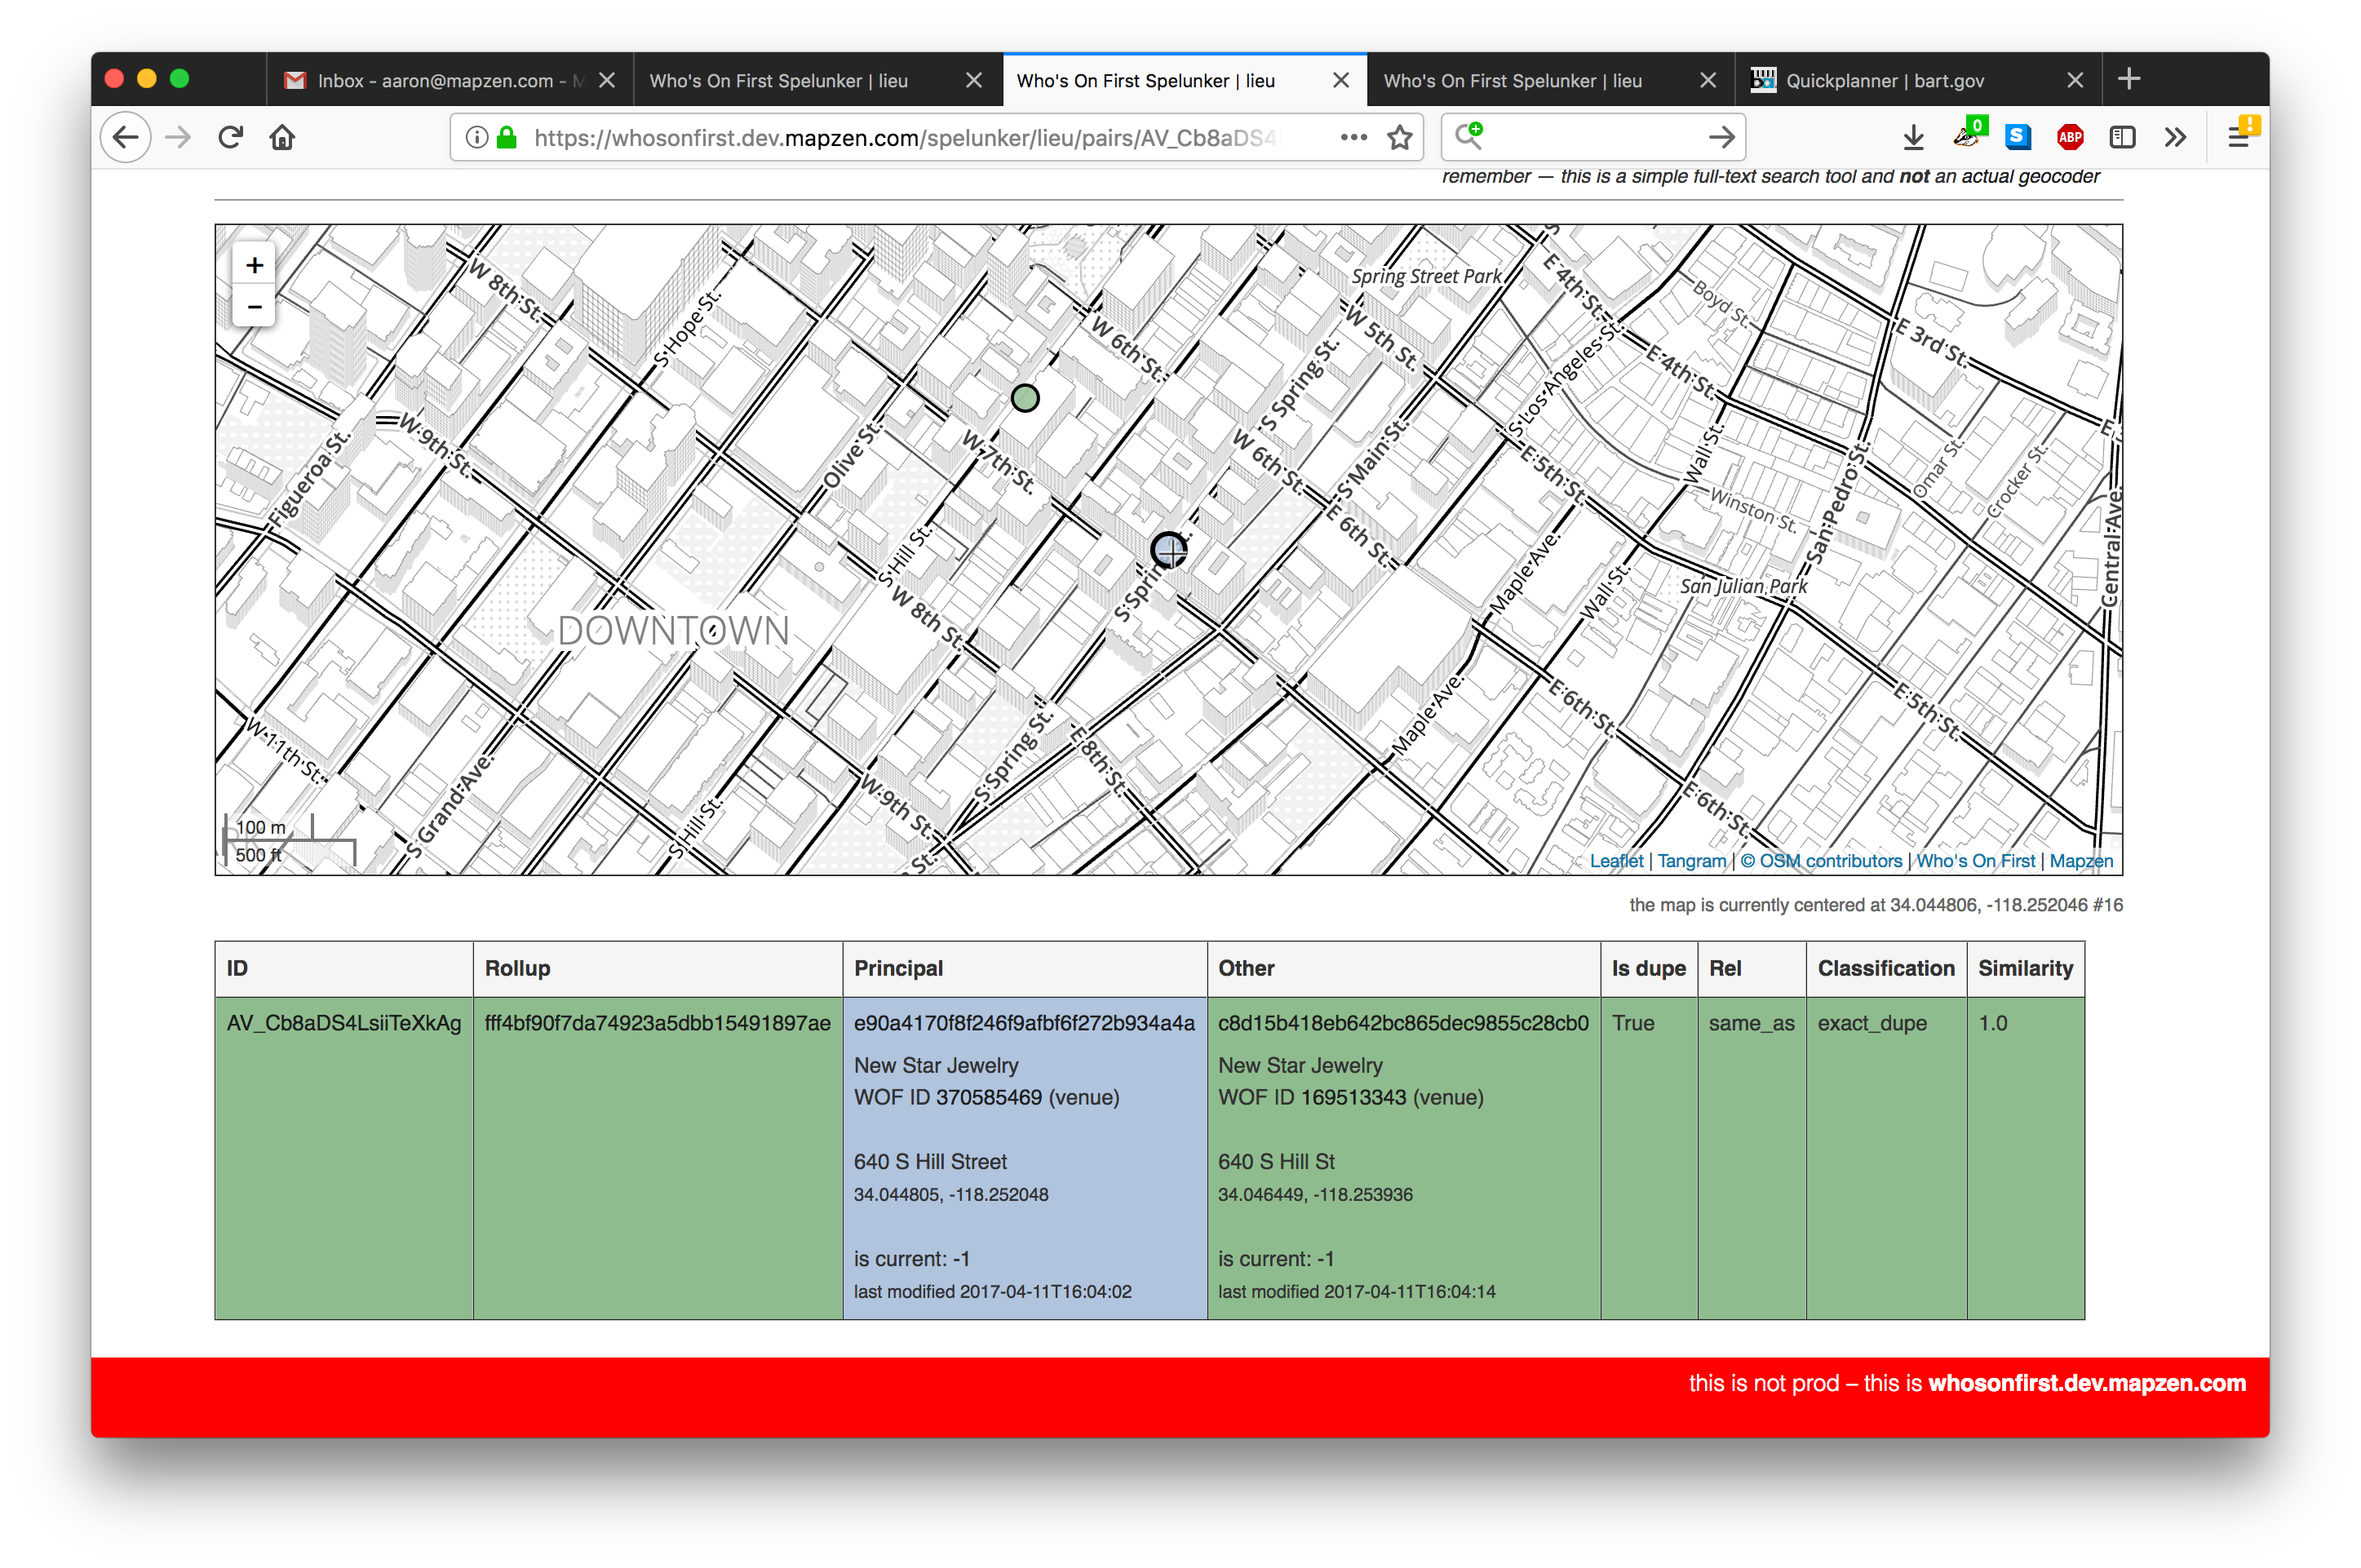 Inbox - aaron@mapzen.com -
Who's On First Spelunker | lieu
Who's On First Spelunker | lieu
Who's On First Spelunker | lieu
Quickplanner | bart.gov
https://whosonfirst.dev.mapzen.com/spelunker/lieu/pairs/AV_Cb8aDS4
0
S
ABP
!
remember — this is a simple full-text search tool and not an actual geocoder
+
−
W 8th St.
S Hope St.
W 6th St.
Spring Street Park
W 5th St.
E 4th St.
Boyd St.
E 3rd St.
S Spring St.
S Los Angeles St.
E 4th St.
W 9th St.
Figueroa St.
Olive St.
W 7th St.
W 6th St.
S Main St.
E 5th St.
Wall St.
Winston St.
San Pedro St.
Omar St.
Crocker St.
Central Ave.
S Hill St.
E 6th St.
Maple Ave.
Wall St.
San Julian Park
S Spring
DOWNTOWN
W 8th St.
W 11th St.
S Grand Ave.
S Hill St.
W 9th St.
S Spring St.
E 8th St.
St.
Maple Ave.
E 6th St.
E 5th St.
E 6th St.
100 m
500 ft
Leaflet | Tangram | © OSM contributors | Who's On First | Mapzen
the map is currently centered at 34.044806, -118.252046 #16
ID Rollup Principal Other Is dupe Rel Classification Similarity
AV_Cb8aDS4LsiiTeXkAg fff4bf90f7da74923a5dbb15491897ae e90a4170f8f246f9afbf6f272b934a4a c8d15b418eb642bc865dec9855c28cb0 True same_as exact_dupe 1.0
New Star Jewelry New Star Jewelry
WOF ID 370585469 (venue) WOF ID 169513343 (venue)
640 S Hill Street 640 S Hill St
34.044805, -118.252048 34.046449, -118.253936
is current: -1 is current: -1
last modified 2017-04-11T16:04:02 last modified 2017-04-11T16:04:14
this is not prod – this is whosonfirst.dev.mapzen.com